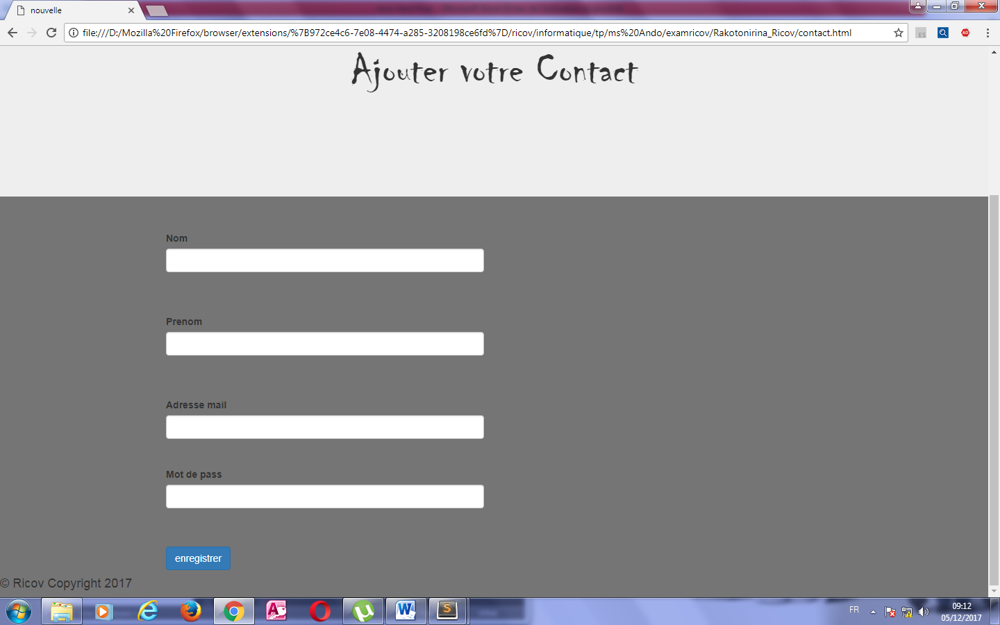 nouvelle
file:///D:/Mozilla%20Firefox/browser/extensions/%7B972ce4c6-7e08-4474-a285-3208198ce6fd%7D/ricov/informatique/tp/ms%20Ando/examricov/Rakotonirina_Ricov/contact.html
Ajouter votre Contact
Nom
Prenom
Adresse mail
Mot de pass
enregistrer
© Ricov Copyright 2017
FR
09:12
05/12/2017